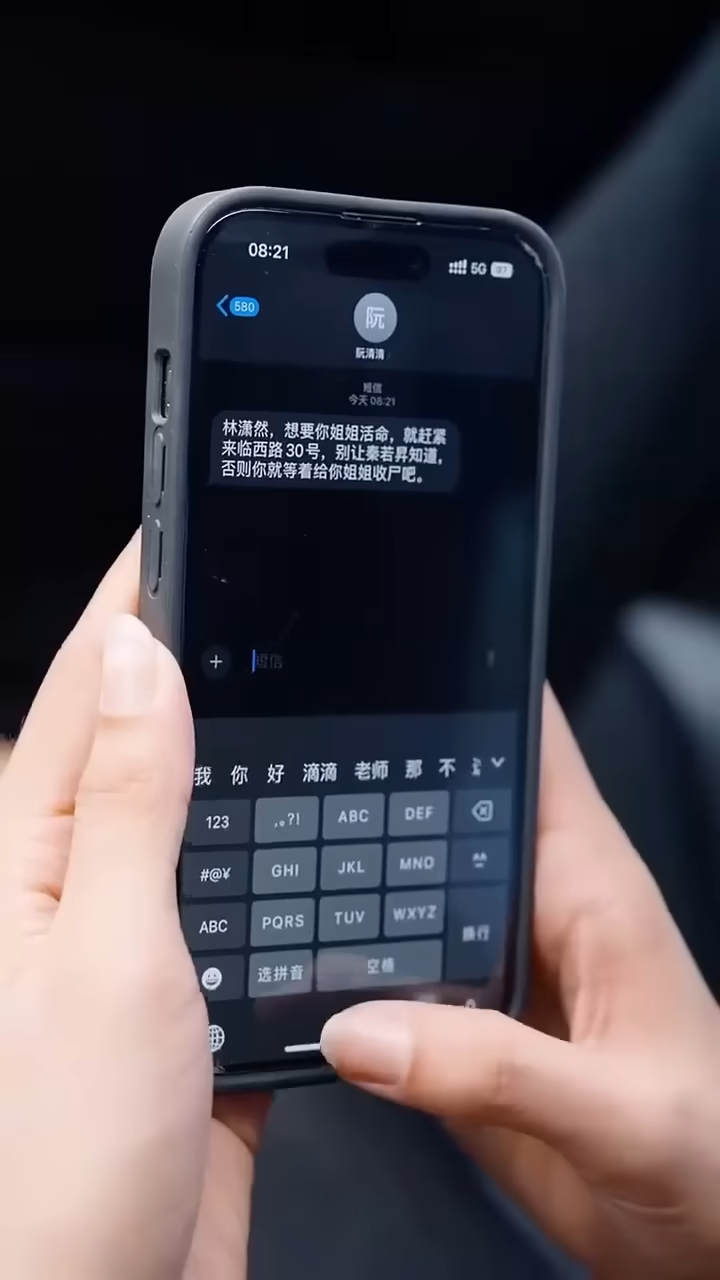 08:21
5G 97
580
阮
阮清清
短信
今天 08:21
林潇然，想要你姐姐活命，就赶紧
来临西路30号，别让秦若昇知道，
否则你就等着给你姐姐收尸吧。
短信
我 你 好 滴滴 老师 那 不
123 ,。?! ABC DEF
#@¥ GHI JKL MNO
ABC PQRS TUV WXYZ 换行
选拼音 空格